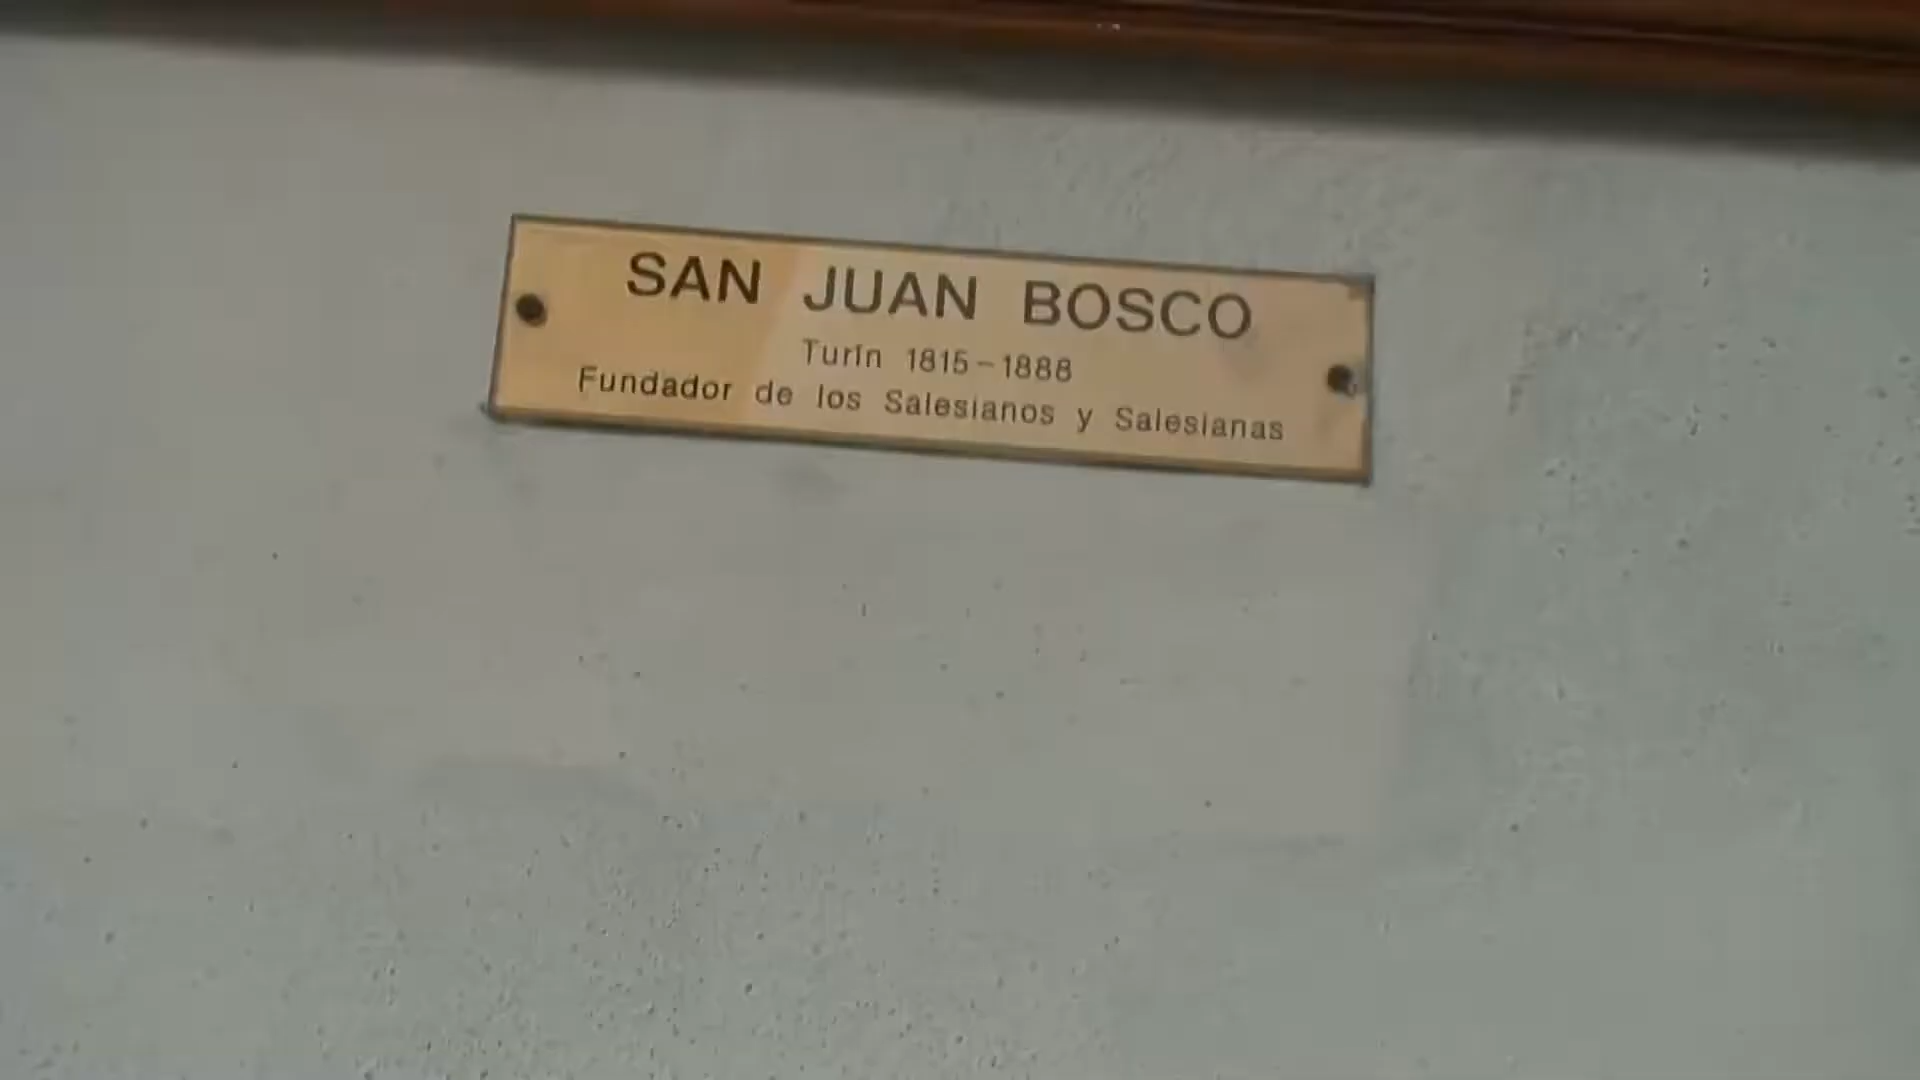 SAN JUAN BOSCO
Turín 1815-1888
Fundador de los Salesianos y Salesianas